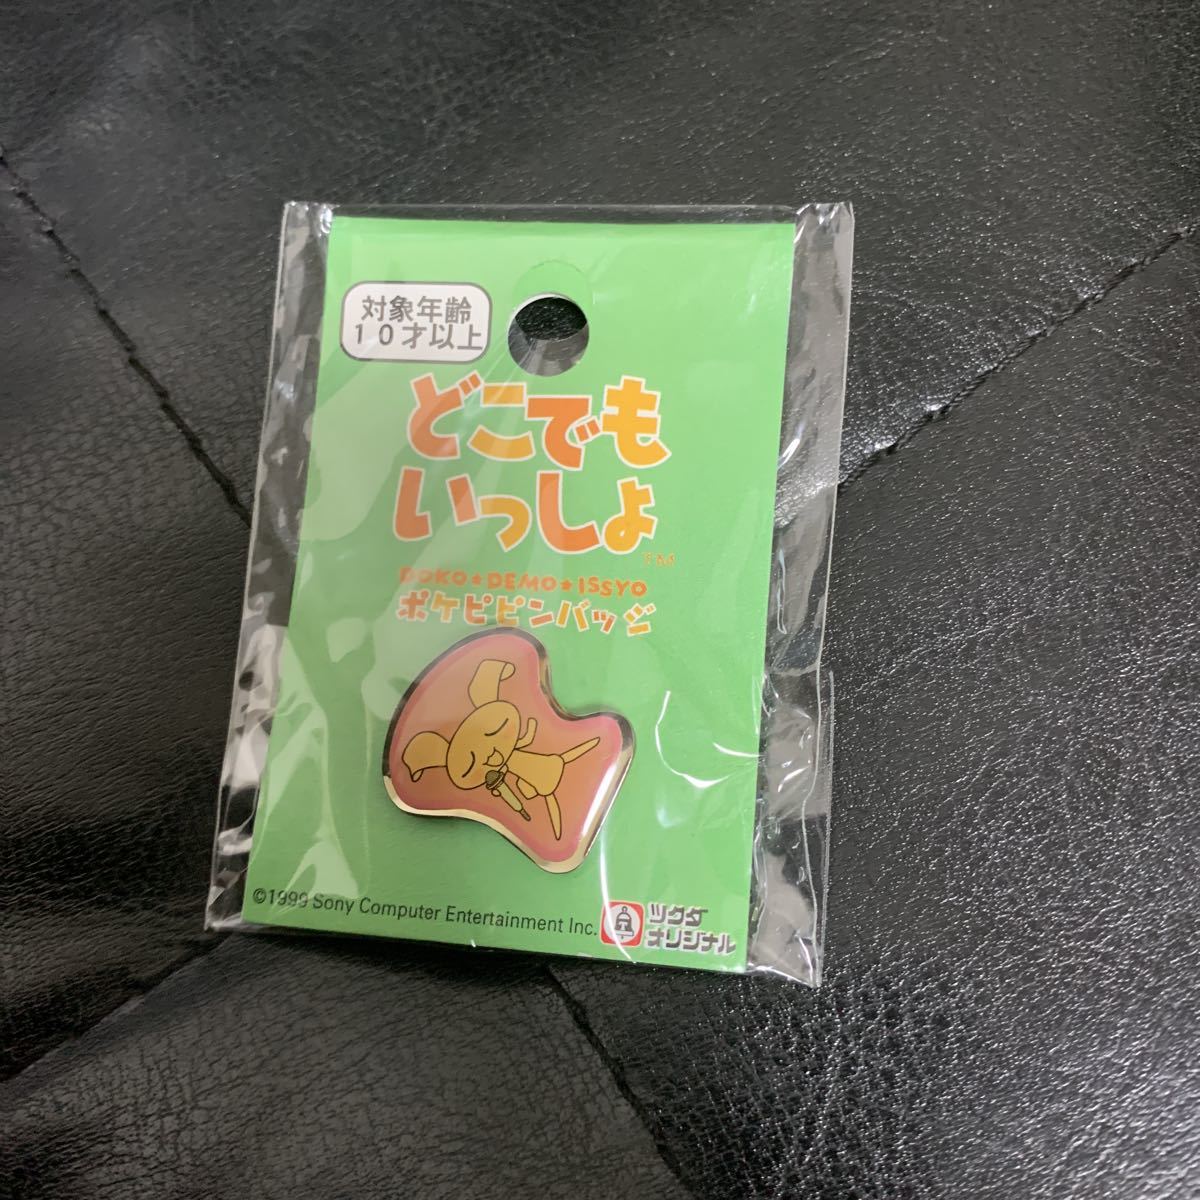 対象年齢
10才以上
どこでも
いっしょ
TM
DOKO★DEMO★ISSYO
ポケピピンバッジ
©1999 Sony Computer Entertainment Inc.
ツクダ
オリジナル